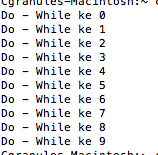 Cgranules-Macintosh:~ 
Do - While ke 0
Do - While ke 1
Do - While ke 2
Do - While ke 3
Do - While ke 4
Do - While ke 5
Do - While ke 6
Do - While ke 7
Do - While ke 8
Do - While ke 9
Cgranules-Macintosh:~